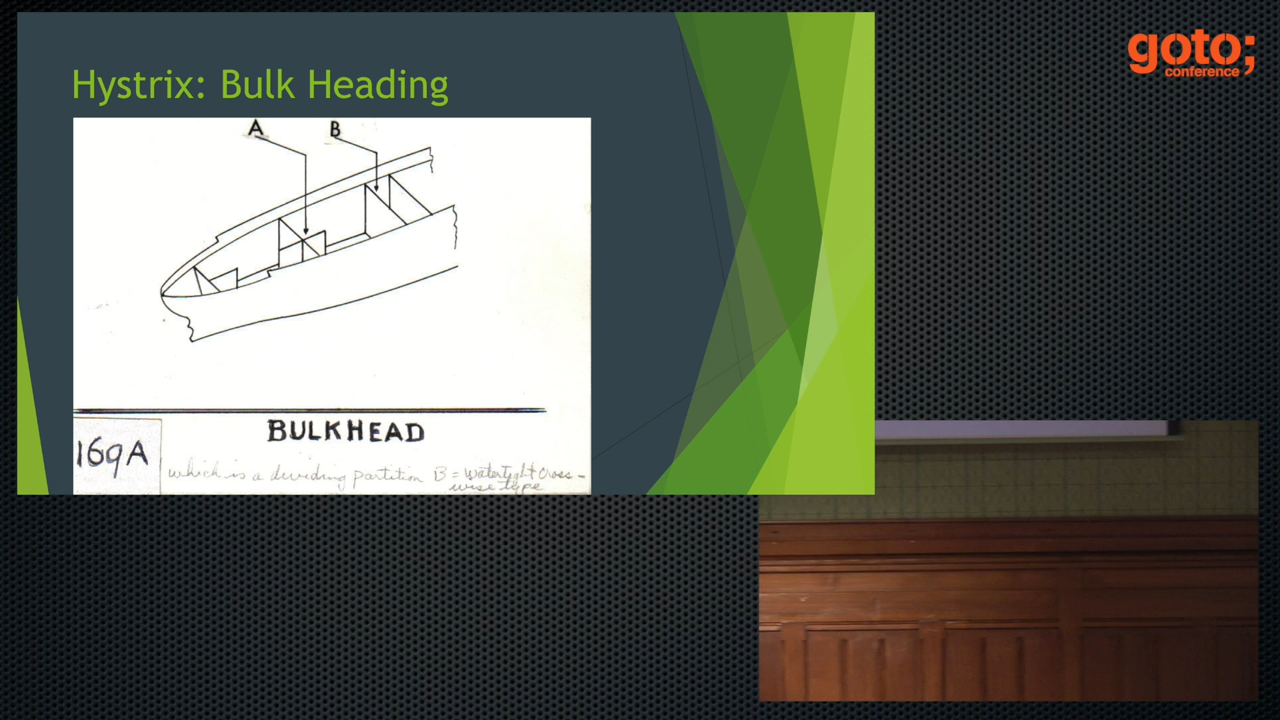 Hystrix: Bulk Heading
A B
BULKHEAD
169A
which is a dividing partition B = watertight cross-
wise type
goto;
conference